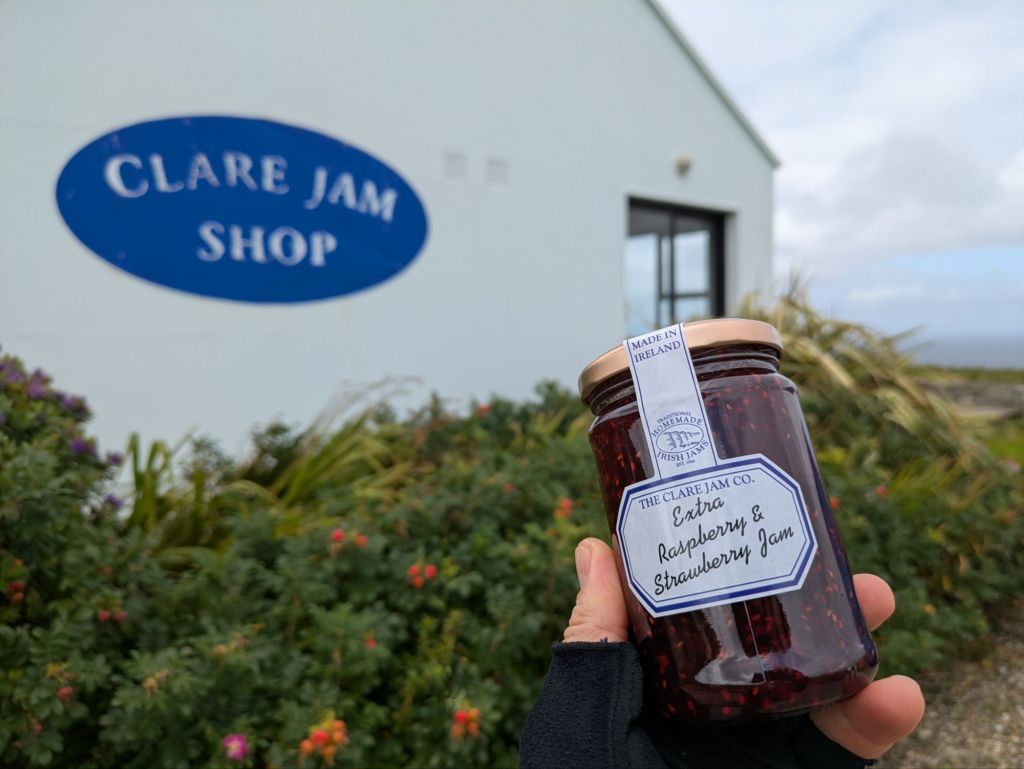 CLARE JAM
SHOP
MADE IN
IRELAND
TRADITIONAL
HOMEMADE
IRISH JAMS
THE CLARE JAM CO.
Extra
Raspberry &
Strawberry Jam